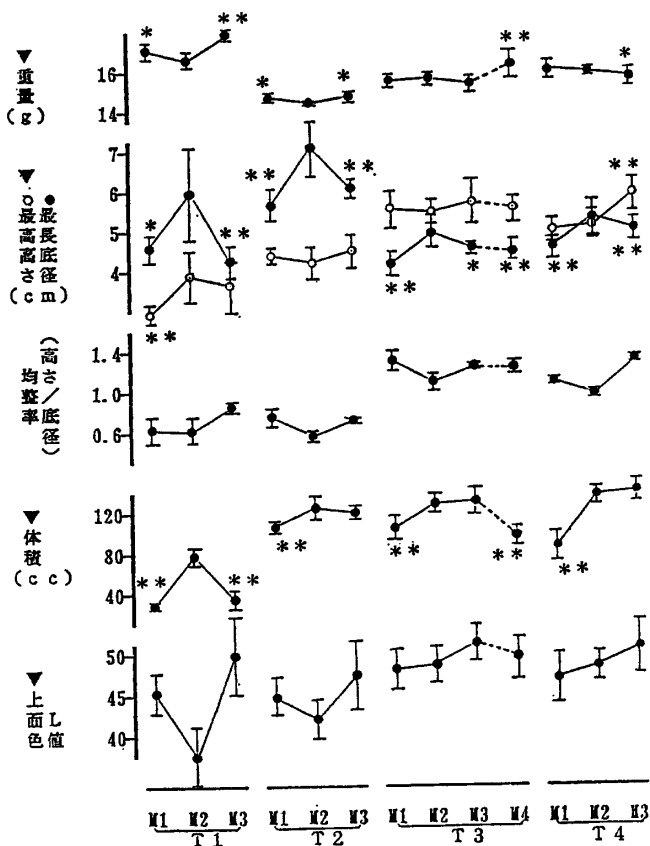 ▼重量
(g)
16
14
* **
* *
**
*
▼
○最高高さ
●最長底径
(cm)
7
6
5
4
* **
**
** **
** * **
** ** **
均整率
(高さ/底径)
1.4
1.0
0.6
▼体積
(cc)
120
80
40
** **
**
** **
**
▼上面色
L値
50
45
40
M1 M2 M3 M1 M2 M3 M1 M2 M3 M4 M1 M2 M3
T1 T2 T3 T4